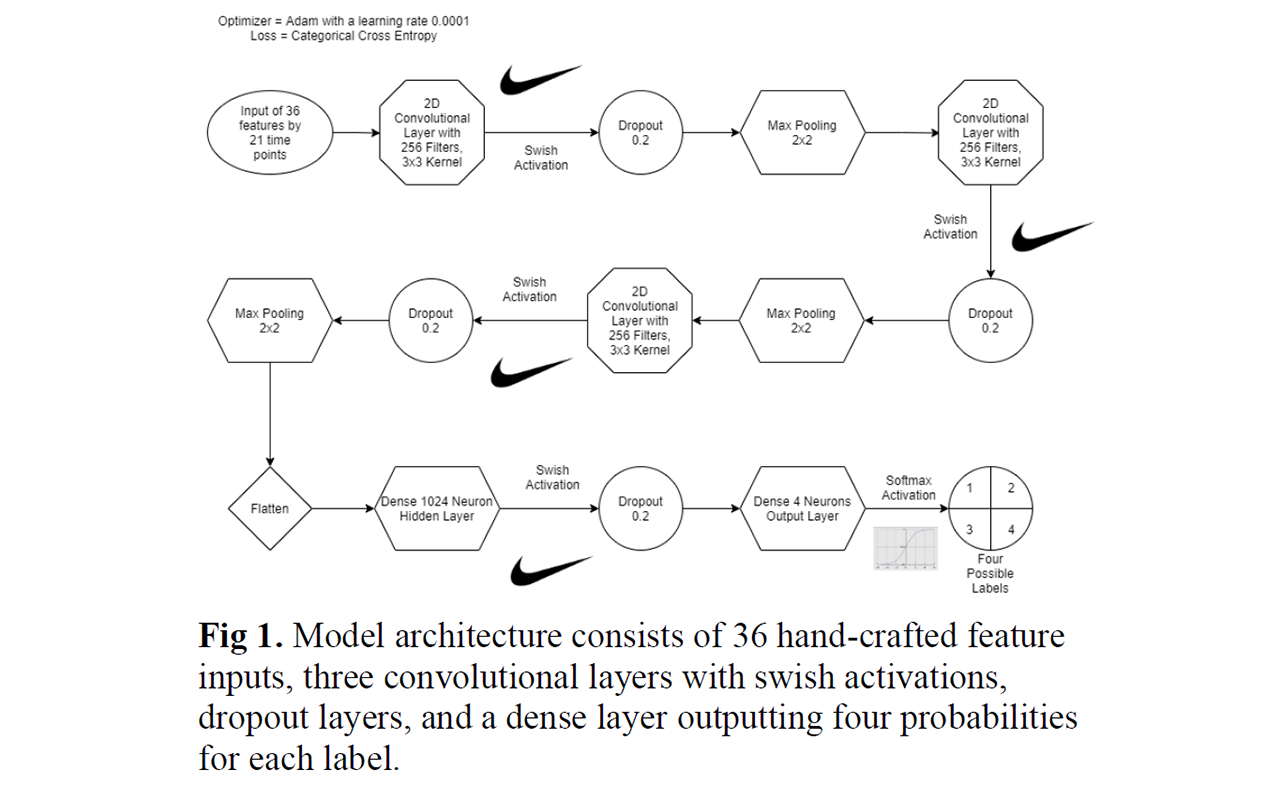 Optimizer = Adam with a learning rate 0.0001
Loss = Categorical Cross Entropy
Input of 36
features by
21 time
points
2D
Convolutional
Layer with
256 Filters,
3x3 Kernel
Swish
Activation
Dropout
0.2
Max Pooling
2x2
2D
Convolutional
Layer with
256 Filters,
3x3 Kernel
Swish
Activation
Dropout
0.2
Max Pooling
2x2
2D
Convolutional
Layer with
256 Filters,
3x3 Kernel
Swish
Activation
Dropout
0.2
Max Pooling
2x2
Flatten
Dense 1024 Neuron
Hidden Layer
Swish
Activation
Dropout
0.2
Dense 4 Neurons
Output Layer
Softmax
Activation
1 2
3 4
Four
Possible
Labels
Fig 1. Model architecture consists of 36 hand-crafted feature
inputs, three convolutional layers with swish activations,
dropout layers, and a dense layer outputting four probabilities
for each label.